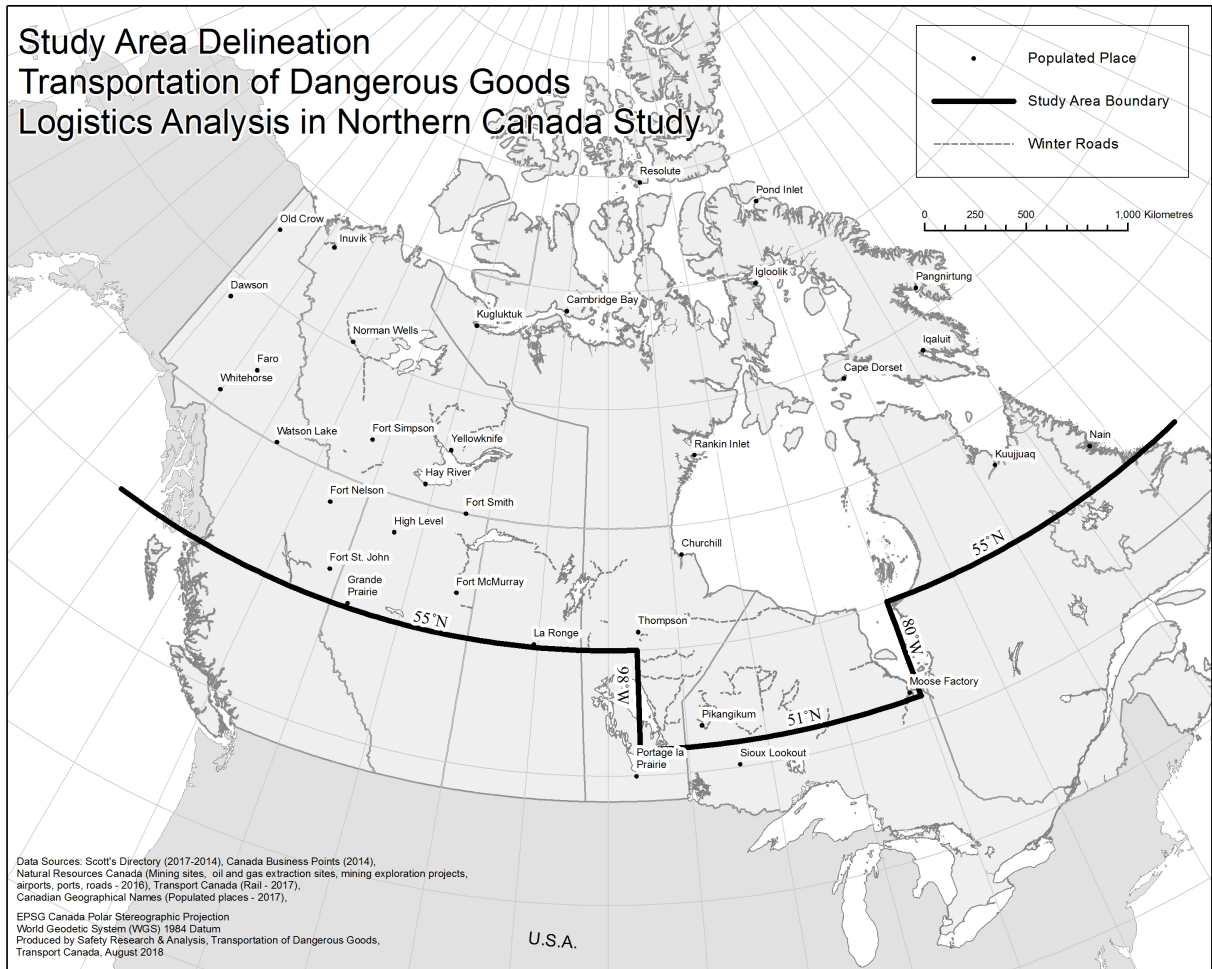 Study Area Delineation
Transportation of Dangerous Goods
Logistics Analysis in Northern Canada Study
Populated Place
Study Area Boundary
Winter Roads
0 250 500 1,000 Kilometres
Resolute
Pond Inlet
Old Crow
Inuvik
Igloolik
Pangnirtung
Dawson
Cambridge Bay
Kugluktuk
Norman Wells
Iqaluit
Faro
Cape Dorset
Whitehorse
Watson Lake
Fort Simpson
Yellowknife
Rankin Inlet
Nain
Kuujjuaq
Hay River
Fort Nelson
Fort Smith
High Level
Churchill
55°N
Fort St. John
Grande
Prairie
Fort McMurray
55°N
La Ronge
Thompson
80°W
98°W
Moose Factory
Pikangikum
51°N
Portage la
Prairie
Sioux Lookout
Data Sources: Scott's Directory (2017-2014), Canada Business Points (2014),
Natural Resources Canada (Mining sites, oil and gas extraction sites, mining exploration projects,
airports, ports, roads - 2016), Transport Canada (Rail - 2017),
Canadian Geographical Names (Populated places - 2017),
EPSG Canada Polar Stereographic Projection
World Geodetic System (WGS) 1984 Datum
Produced by Safety Research & Analysis, Transportation of Dangerous Goods,
Transport Canada, August 2018
U.S.A.